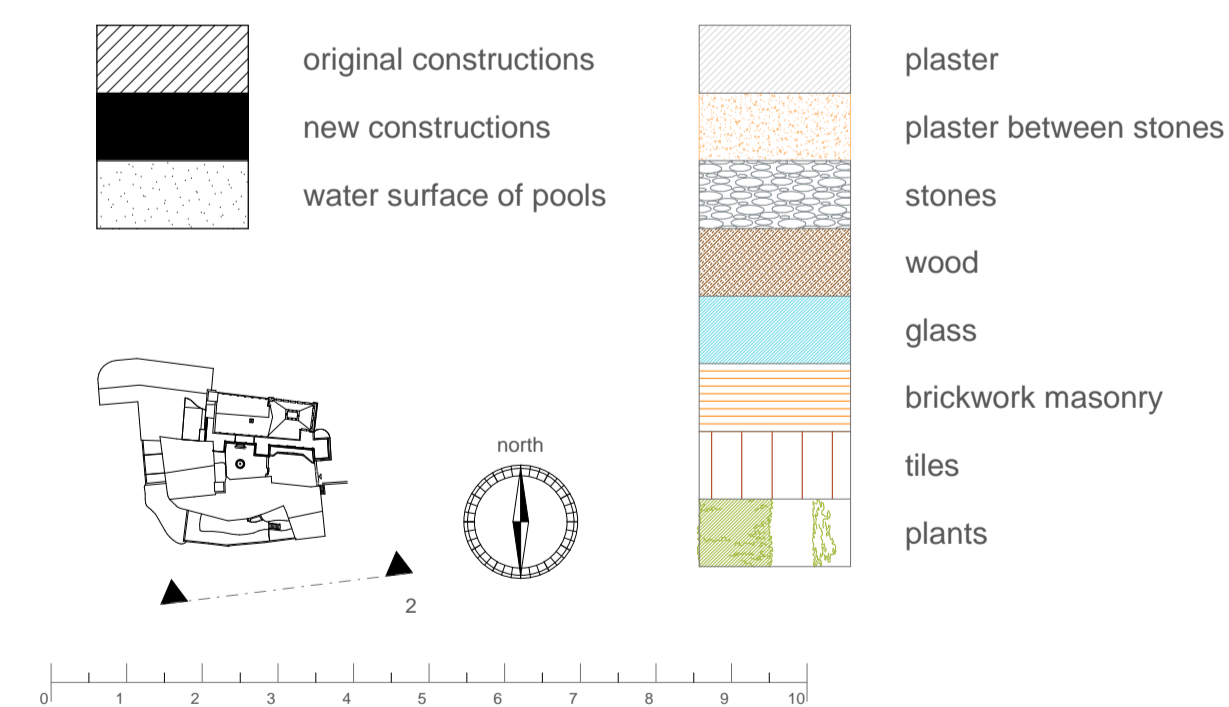 original constructions
new constructions
water surface of pools
plaster
plaster between stones
stones
wood
glass
brickwork masonry
tiles
plants
north
2
0 1 2 3 4 5 6 7 8 9 10